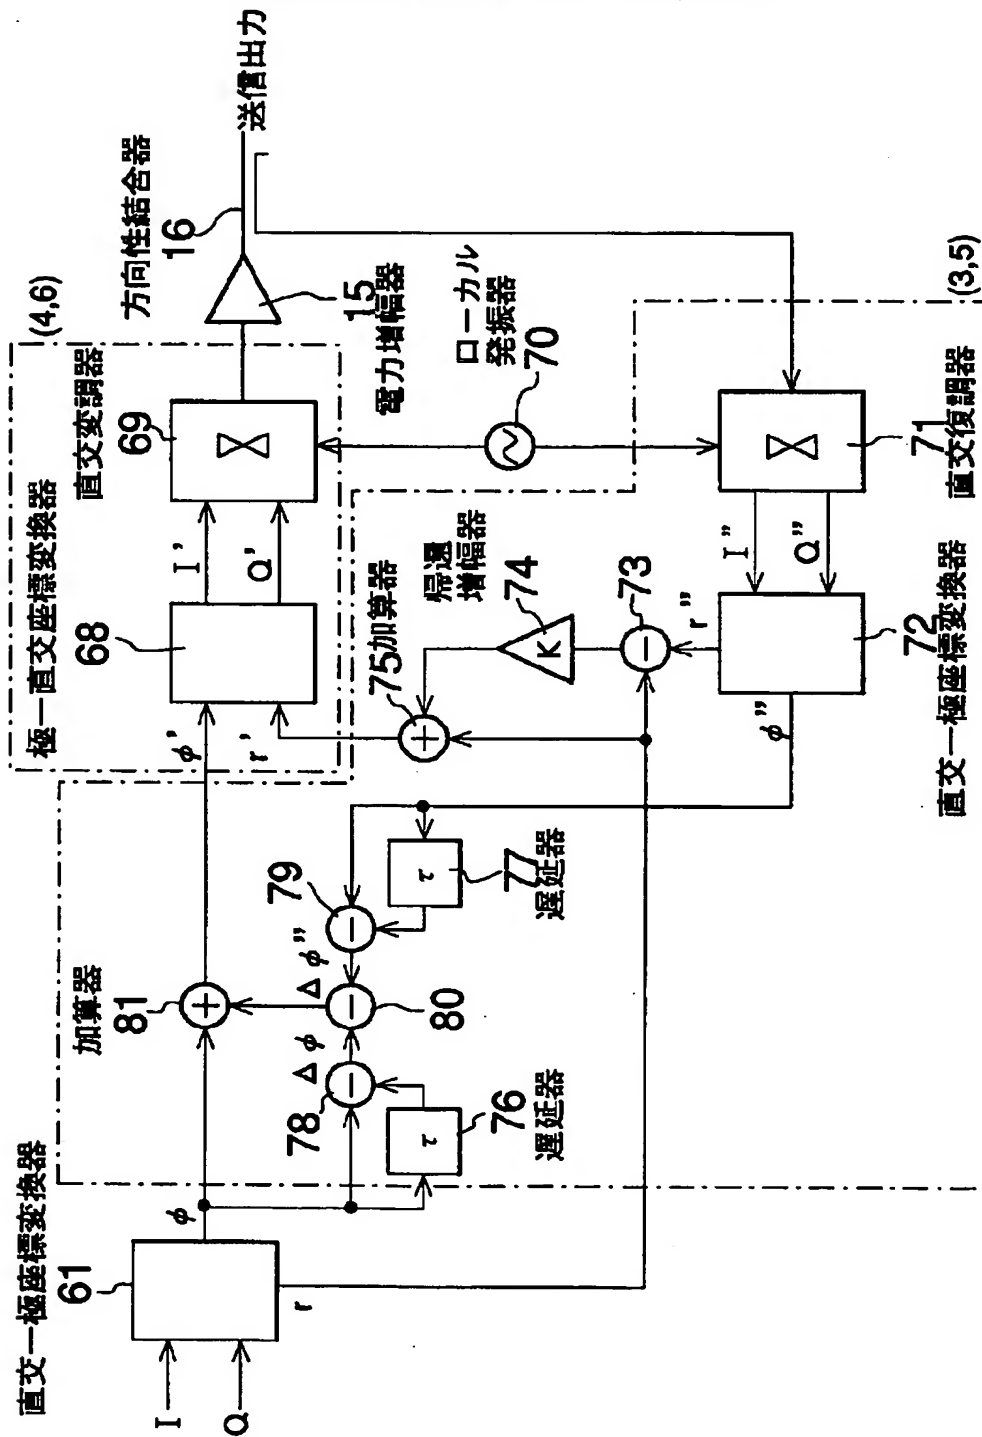 直交ー極座標変換器
61
I
Q
φ
r
加算器
81
78
Δφ
Δφ”
79
80
τ
76
遅延器
τ
77
遅延器
極ー直交座標変換器
68
φ'
r'
I'
Q'
直交変調器
69
(4,6)
方向性結合器
16
送信出力
15
電力増幅器
ローカル
発振器
70
75加算器
帰還
増幅器
74
K
73
r”
φ”
72
直交ー極座標変換器
I”
Q”
71
直交復調器
(3,5)